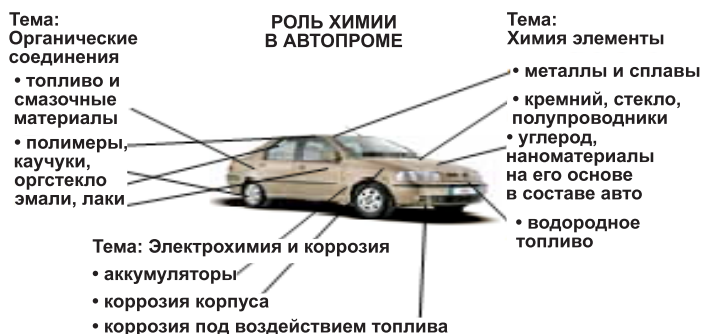 РОЛЬ ХИМИИ
В АВТОПРОМЕ
Тема:
Органические
соединения
• топливо и
смазочные
материалы
• полимеры,
каучуки,
оргстекло
эмали, лаки
Тема:
Химия элементы
• металлы и сплавы
• кремний, стекло,
полупроводники
• углерод,
наноматериалы
на его основе
в составе авто
• водородное
топливо
Тема: Электрохимия и коррозия
• аккумуляторы
• коррозия корпуса
• коррозия под воздействием топлива